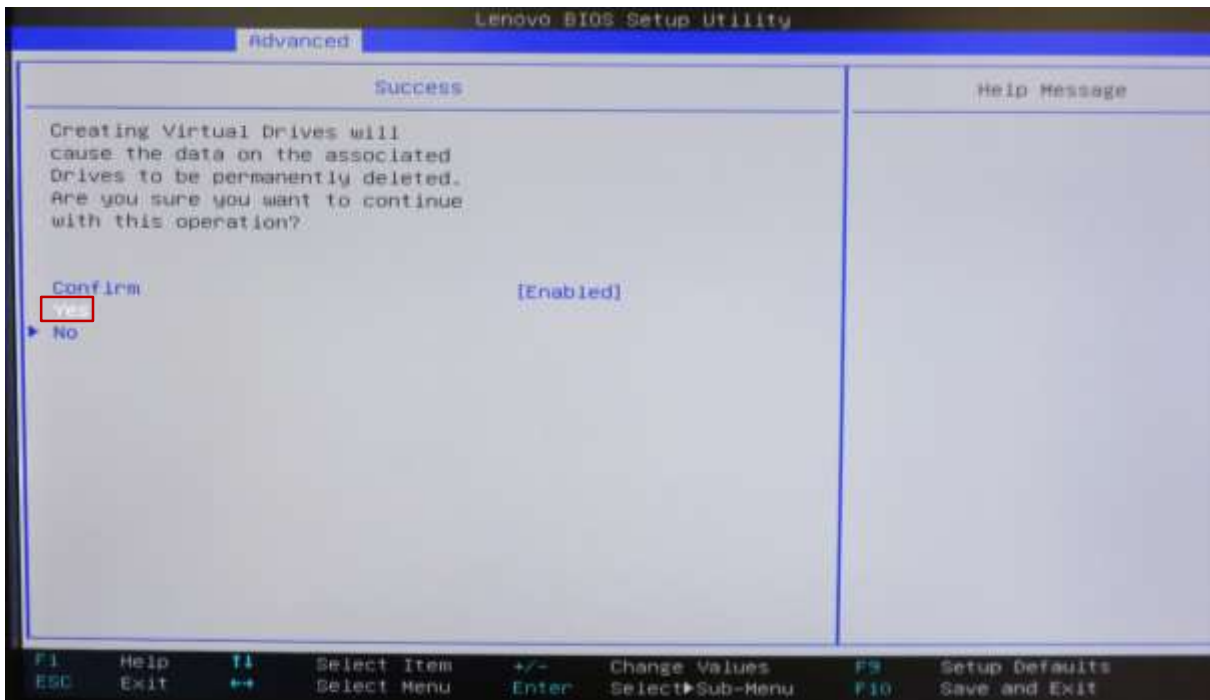 Lenovo BIOS Setup Utility
Advanced
Success
Help Message
Creating Virtual Drives will
cause the data on the associated
Drives to be permanently deleted.
Are you sure you want to continue
with this operation?
Confirm [Enabled]
Yes
No
F1 Help ↑↓ Select Item +/- Change Values F9 Setup Defaults
ESC Exit ←→ Select Menu Enter Select▶Sub-Menu F10 Save and Exit